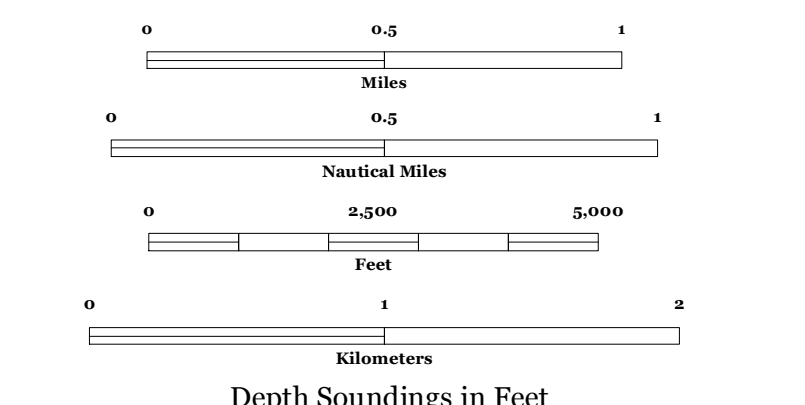 0 0.5 1
Miles
0 0.5 1
Nautical Miles
0 2,500 5,000
Feet
0 1 2
Kilometers
Depth Soundings in Feet